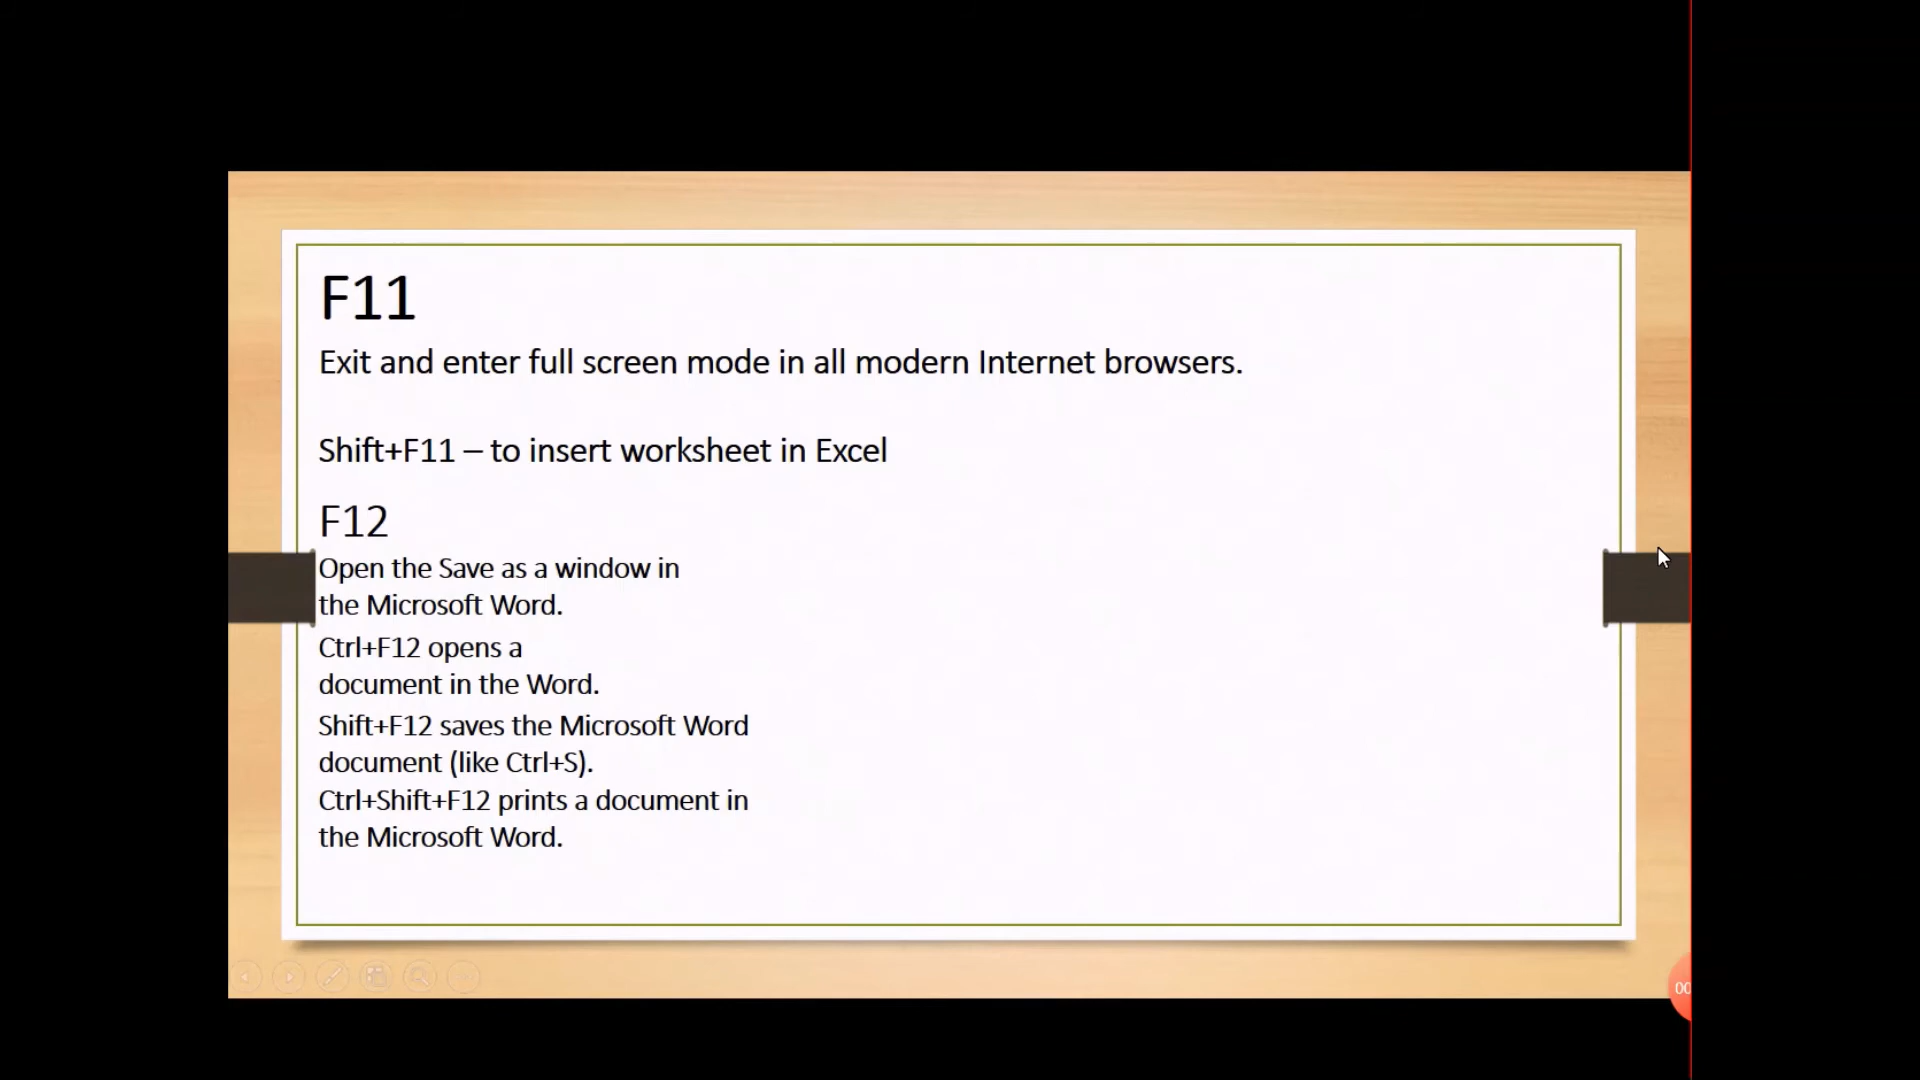 F11
Exit and enter full screen mode in all modern Internet browsers.
Shift+F11 – to insert worksheet in Excel
F12
Open the Save as a window in
the Microsoft Word.
Ctrl+F12 opens a
document in the Word.
Shift+F12 saves the Microsoft Word
document (like Ctrl+S).
Ctrl+Shift+F12 prints a document in
the Microsoft Word.
00